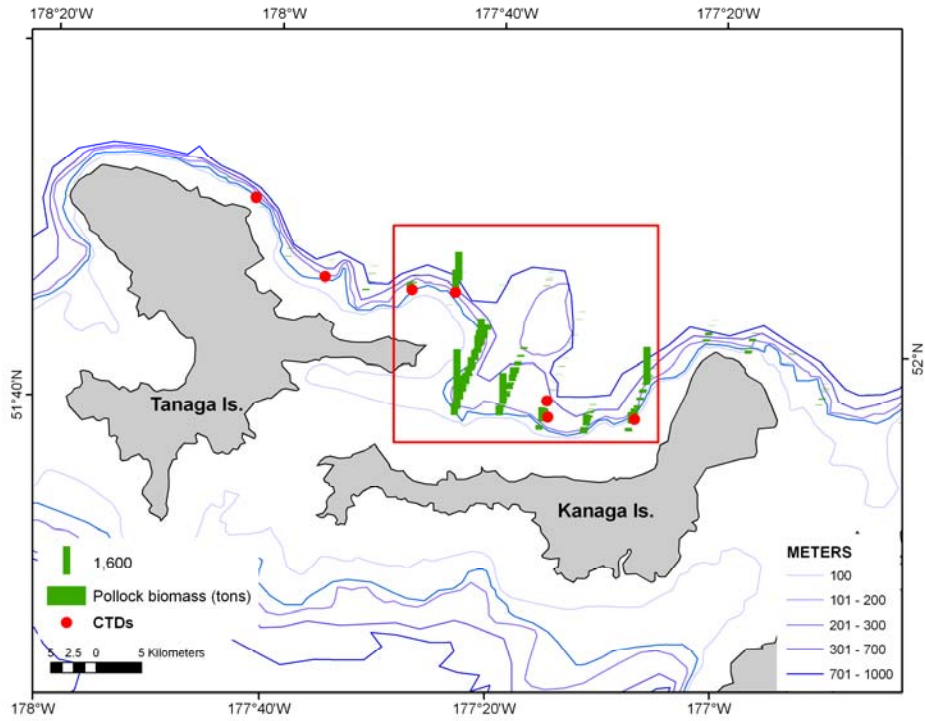 178°20'W 178°W 177°40'W 177°20'W
52°N
51°40'N
Tanaga Is.
Kanaga Is.
1,600
Pollock biomass (tons)
CTDs
5 2.5 0 5 Kilometers
METERS
100
101 - 200
201 - 300
301 - 700
701 - 1000
178°W 177°40'W 177°20'W 177°W